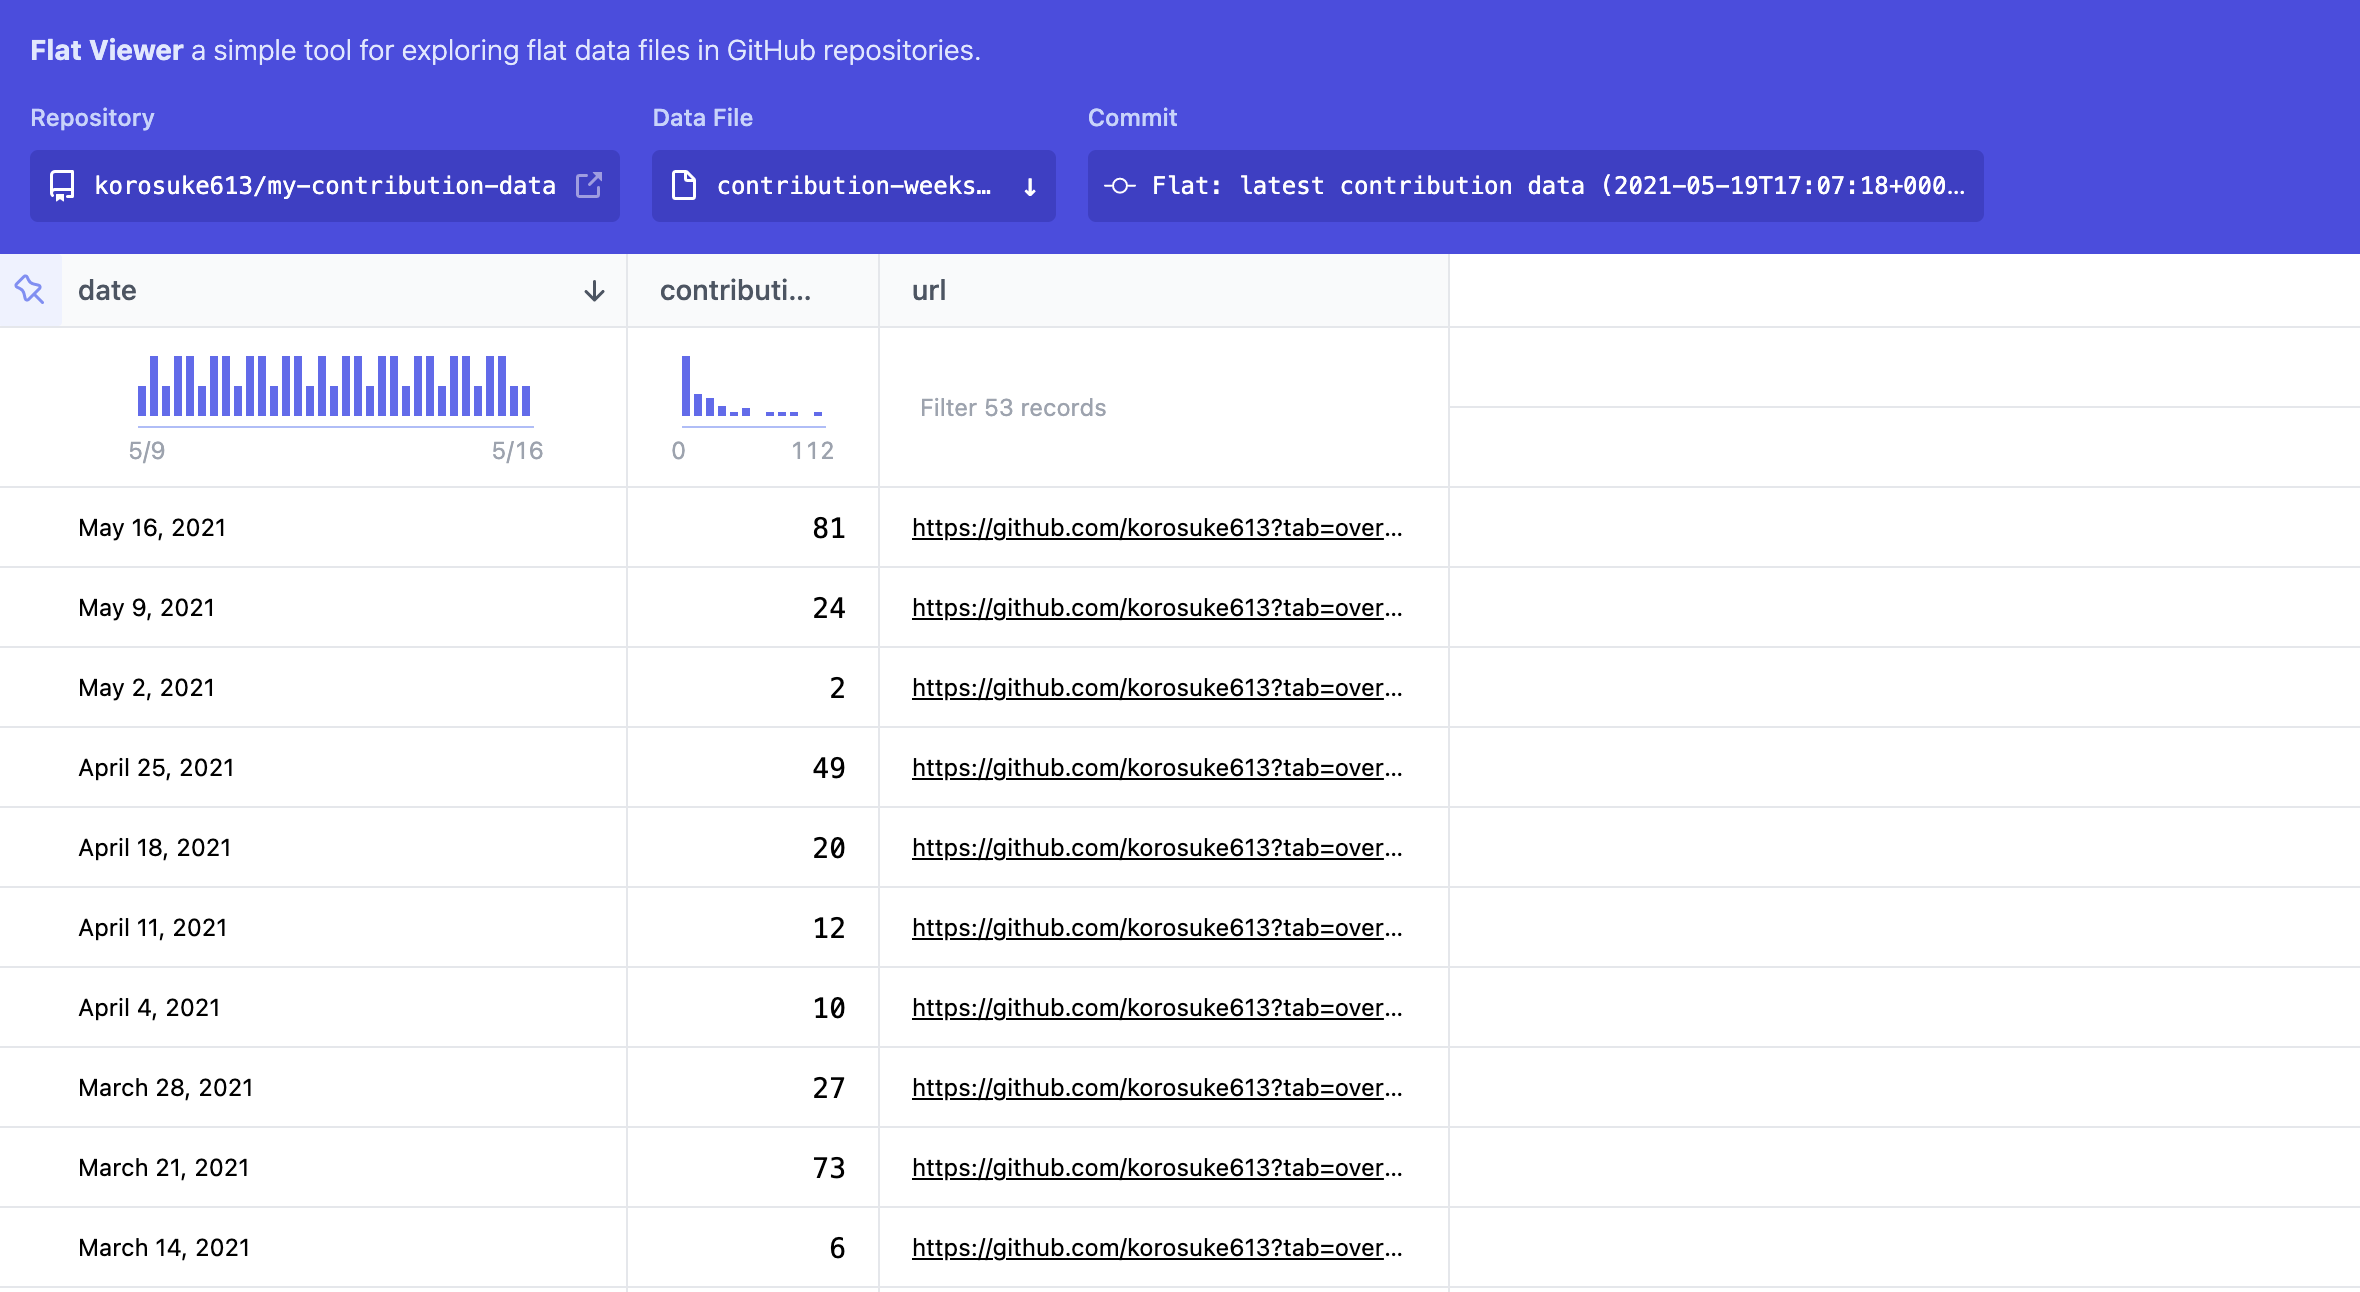 Flat Viewer a simple tool for exploring flat data files in GitHub repositories.
Repository
Data File
Commit
korosuke613/my-contribution-data
contribution-weeks…
Flat: latest contribution data (2021-05-19T17:07:18+000…
date
contributi...
url
5/9
5/16
0
112
Filter 53 records
May 16, 2021 81 https://github.com/korosuke613?tab=over...
May 9, 2021 24 https://github.com/korosuke613?tab=over...
May 2, 2021 2 https://github.com/korosuke613?tab=over...
April 25, 2021 49 https://github.com/korosuke613?tab=over...
April 18, 2021 20 https://github.com/korosuke613?tab=over...
April 11, 2021 12 https://github.com/korosuke613?tab=over...
April 4, 2021 10 https://github.com/korosuke613?tab=over...
March 28, 2021 27 https://github.com/korosuke613?tab=over...
March 21, 2021 73 https://github.com/korosuke613?tab=over...
March 14, 2021 6 https://github.com/korosuke613?tab=over...